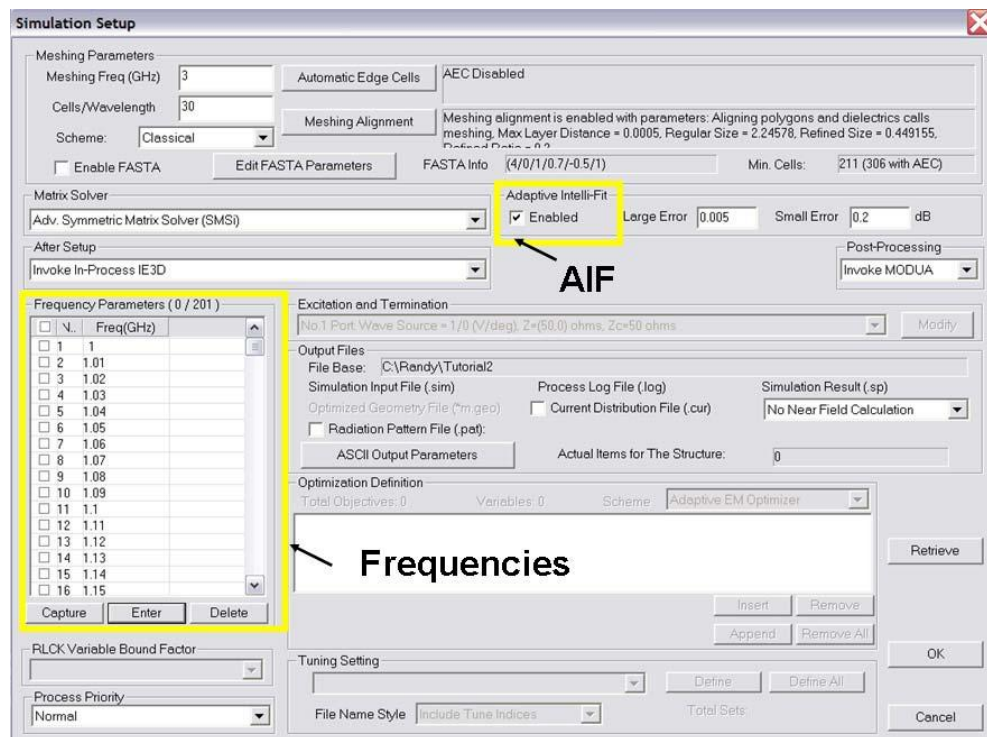 Simulation Setup
Meshing Parameters
Meshing Freq (GHz) 3
Automatic Edge Cells
AEC Disabled
Cells/Wavelength 30
Meshing Alignment
Meshing alignment is enabled with parameters: Aligning polygons and dielectrics calls
meshing, Max Layer Distance = 0.0005, Regular Size = 2.24578, Refined Size = 0.449155,
Refined Ratio = 0.2
Scheme: Classical
Enable FASTA
Edit FASTA Parameters
FASTA Info (4/0/1/0.7/-0.5/1)
Min. Cells: 211 (306 with AEC)
Matrix Solver
Adv. Symmetric Matrix Solver (SMSi)
Adaptive Intelli-Fit
Enabled
Large Error 0.005
Small Error 0.2 dB
After Setup
Invoke In-Process IE3D
AIF
Post-Processing
Invoke MODUA
Frequency Parameters ( 0 / 201 )
N.. Freq(GHz)
1 1
2 1.01
3 1.02
4 1.03
5 1.04
6 1.05
7 1.06
8 1.07
9 1.08
10 1.09
11 1.1
12 1.11
13 1.12
14 1.13
15 1.14
16 1.15
Capture Enter Delete
Frequencies
Excitation and Termination
No.1 Port Wave Source = 1/0 (V/deg), Z=(50.0) ohms, Zc=50 ohms
Modify
Output Files
File Base: C:\Randy\Tutorial2
Simulation Input File (.sim)
Process Log File (.log)
Simulation Result (.sp)
Optimized Geometry File (*m.geo)
Current Distribution File (.cur)
No Near Field Calculation
Radiation Pattern File (.pat):
ASCII Output Parameters
Actual Items for The Structure: 0
Optimization Definition
Total Objectives: 0
Variables: 0
Scheme Adaptive EM Optimizer
Insert Remove
Append Remove All
Retrieve
RLCK Variable Bound Factor
Process Priority
Normal
Tuning Setting
Define Define All
File Name Style Include Tune Indices
Total Sets:
OK
Cancel